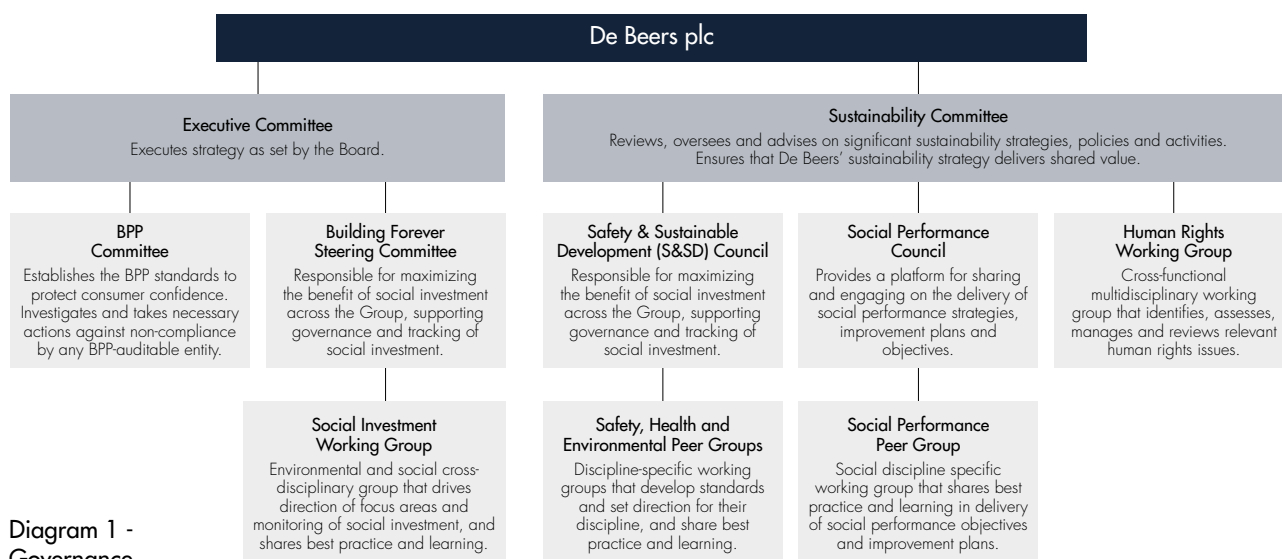 De Beers plc
Executive Committee
Executes strategy as set by the Board.
Sustainability Committee
Reviews, oversees and advises on significant sustainability strategies, policies and activities.
Ensures that De Beers' sustainability strategy delivers shared value.
BPP
Committee
Establishes the BPP standards to
protect consumer confidence.
Investigates and takes necessary
actions against non-compliance
by any BPP-auditable entity.
Building Forever
Steering Committee
Responsible for maximizing
the benefit of social investment
across the Group, supporting
governance and tracking of
social investment.
Safety & Sustainable
Development (S&SD) Council
Responsible for maximizing
the benefit of social investment
across the Group, supporting
governance and tracking of
social investment.
Social Performance
Council
Provides a platform for sharing
and engaging on the delivery of
social performance strategies,
improvement plans and
objectives.
Human Rights
Working Group
Cross-functional
multidisciplinary working
group that identifies, assesses,
manages and reviews relevant
human rights issues.
Social Investment
Working Group
Environmental and social cross-
disciplinary group that drives
direction of focus areas and
monitoring of social investment, and
shares best practice and learning.
Safety, Health and
Environmental Peer Groups
Discipline-specific working
groups that develop standards
and set direction for their
discipline, and share best
practice and learning.
Social Performance
Peer Group
Social discipline specific
working group that shares best
practice and learning in delivery
of social performance objectives
and improvement plans.
Diagram 1 -
Governance